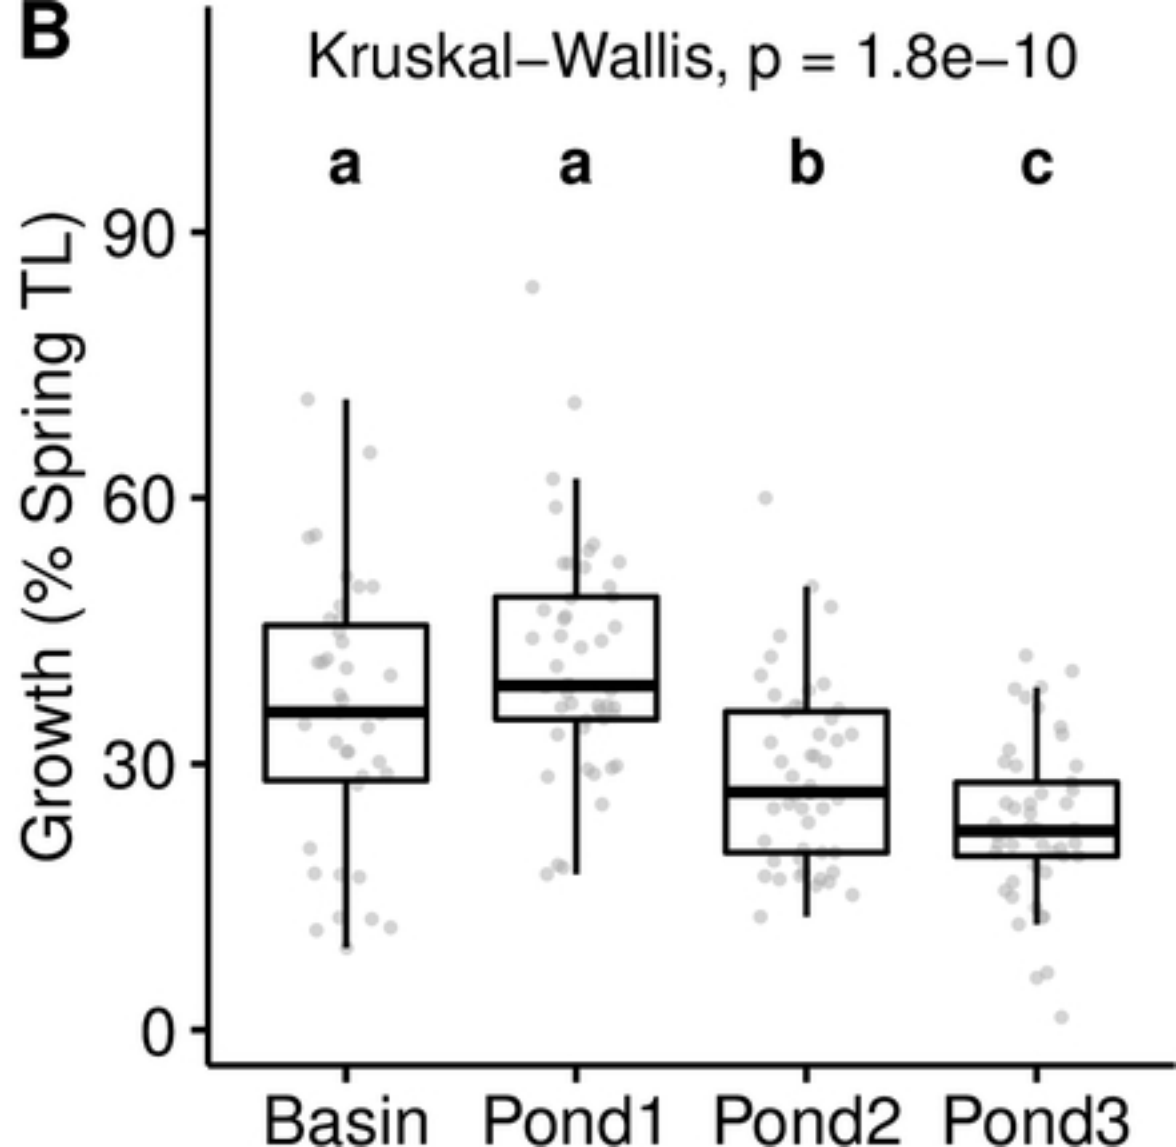 B
Kruskal–Wallis, p = 1.8e–10
a a b c
Growth (% Spring TL)
90
60
30
0
Basin Pond1 Pond2 Pond3